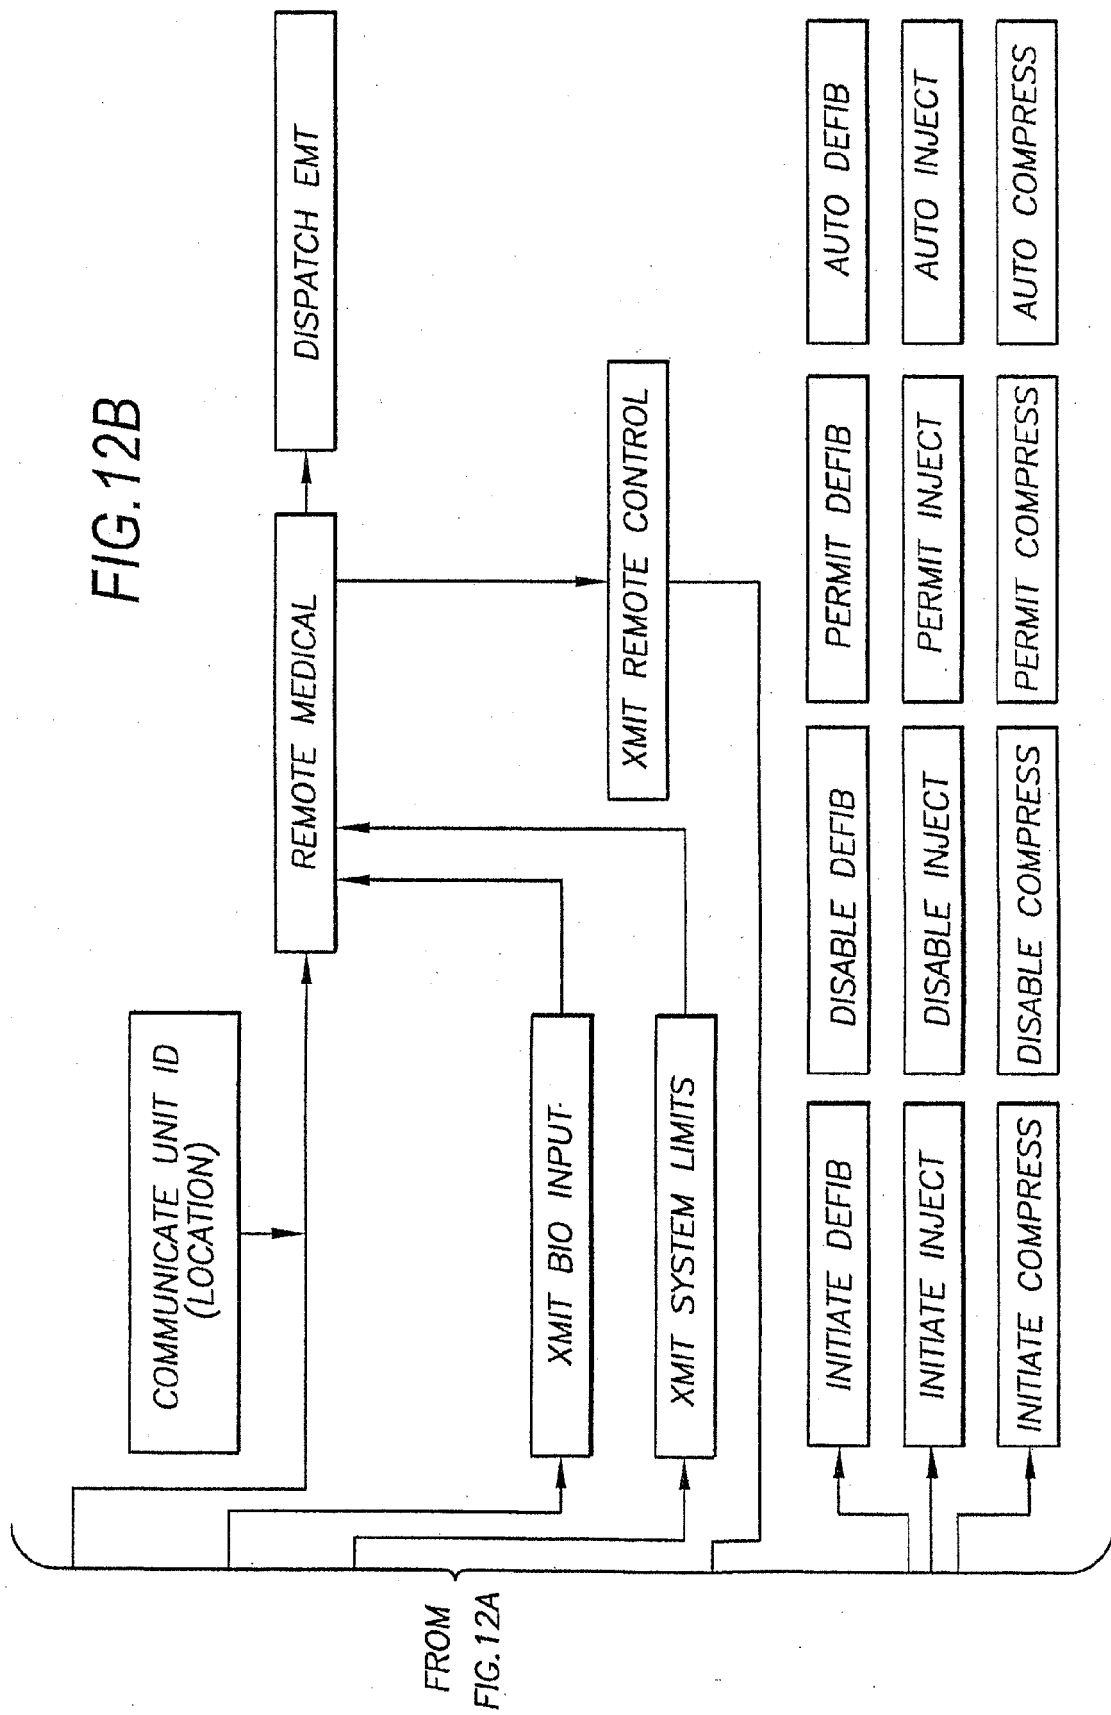 FIG.12B
COMMUNICATE UNIT ID
(LOCATION)
REMOTE MEDICAL
DISPATCH EMT
XMIT BIO INPUT
XMIT SYSTEM LIMITS
XMIT REMOTE CONTROL
FROM
FIG.12A
INITIATE DEFIB
DISABLE DEFIB
PERMIT DEFIB
AUTO DEFIB
INITIATE INJECT
DISABLE INJECT
PERMIT INJECT
AUTO INJECT
INITIATE COMPRESS
DISABLE COMPRESS
PERMIT COMPRESS
AUTO COMPRESS